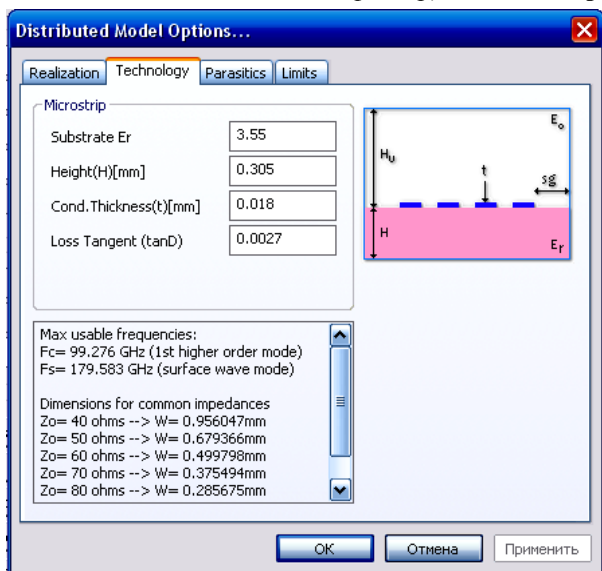 Distributed Model Options...
Realization Technology Parasitics Limits
Microstrip
Substrate Er 3.55
Height(H)[mm] 0.305
Cond.Thickness(t)[mm] 0.018
Loss Tangent (tanD) 0.0027
Eo
Hu
t
sg
H
Er
Max usable frequencies:
Fc= 99.276 GHz (1st higher order mode)
Fs= 179.583 GHz (surface wave mode)
Dimensions for common impedances
Zo= 40 ohms --> W= 0.956047mm
Zo= 50 ohms --> W= 0.679366mm
Zo= 60 ohms --> W= 0.499798mm
Zo= 70 ohms --> W= 0.375494mm
Zo= 80 ohms --> W= 0.285675mm
OK Отмена Применить